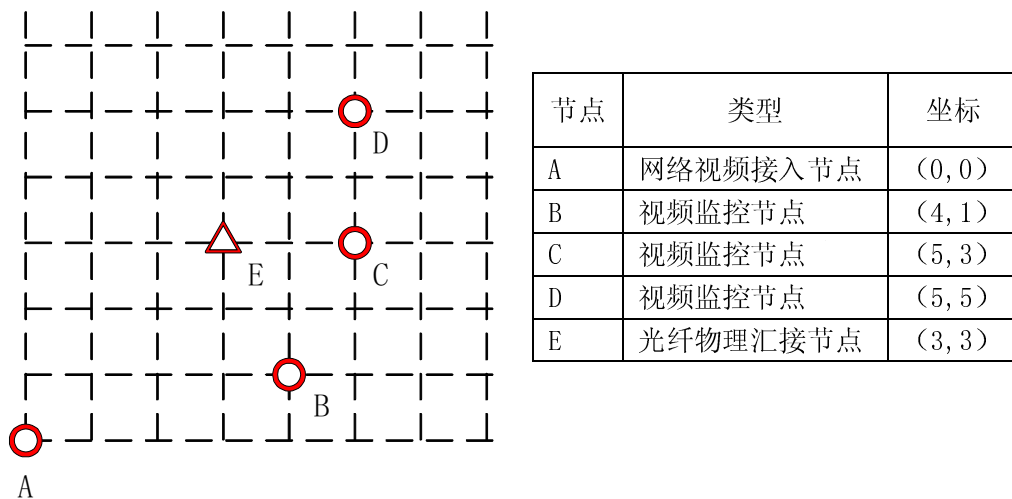 D
E
C
B
A
节点 类型 坐标
A 网络视频接入节点 (0,0)
B 视频监控节点 (4,1)
C 视频监控节点 (5,3)
D 视频监控节点 (5,5)
E 光纤物理汇接节点 (3,3)